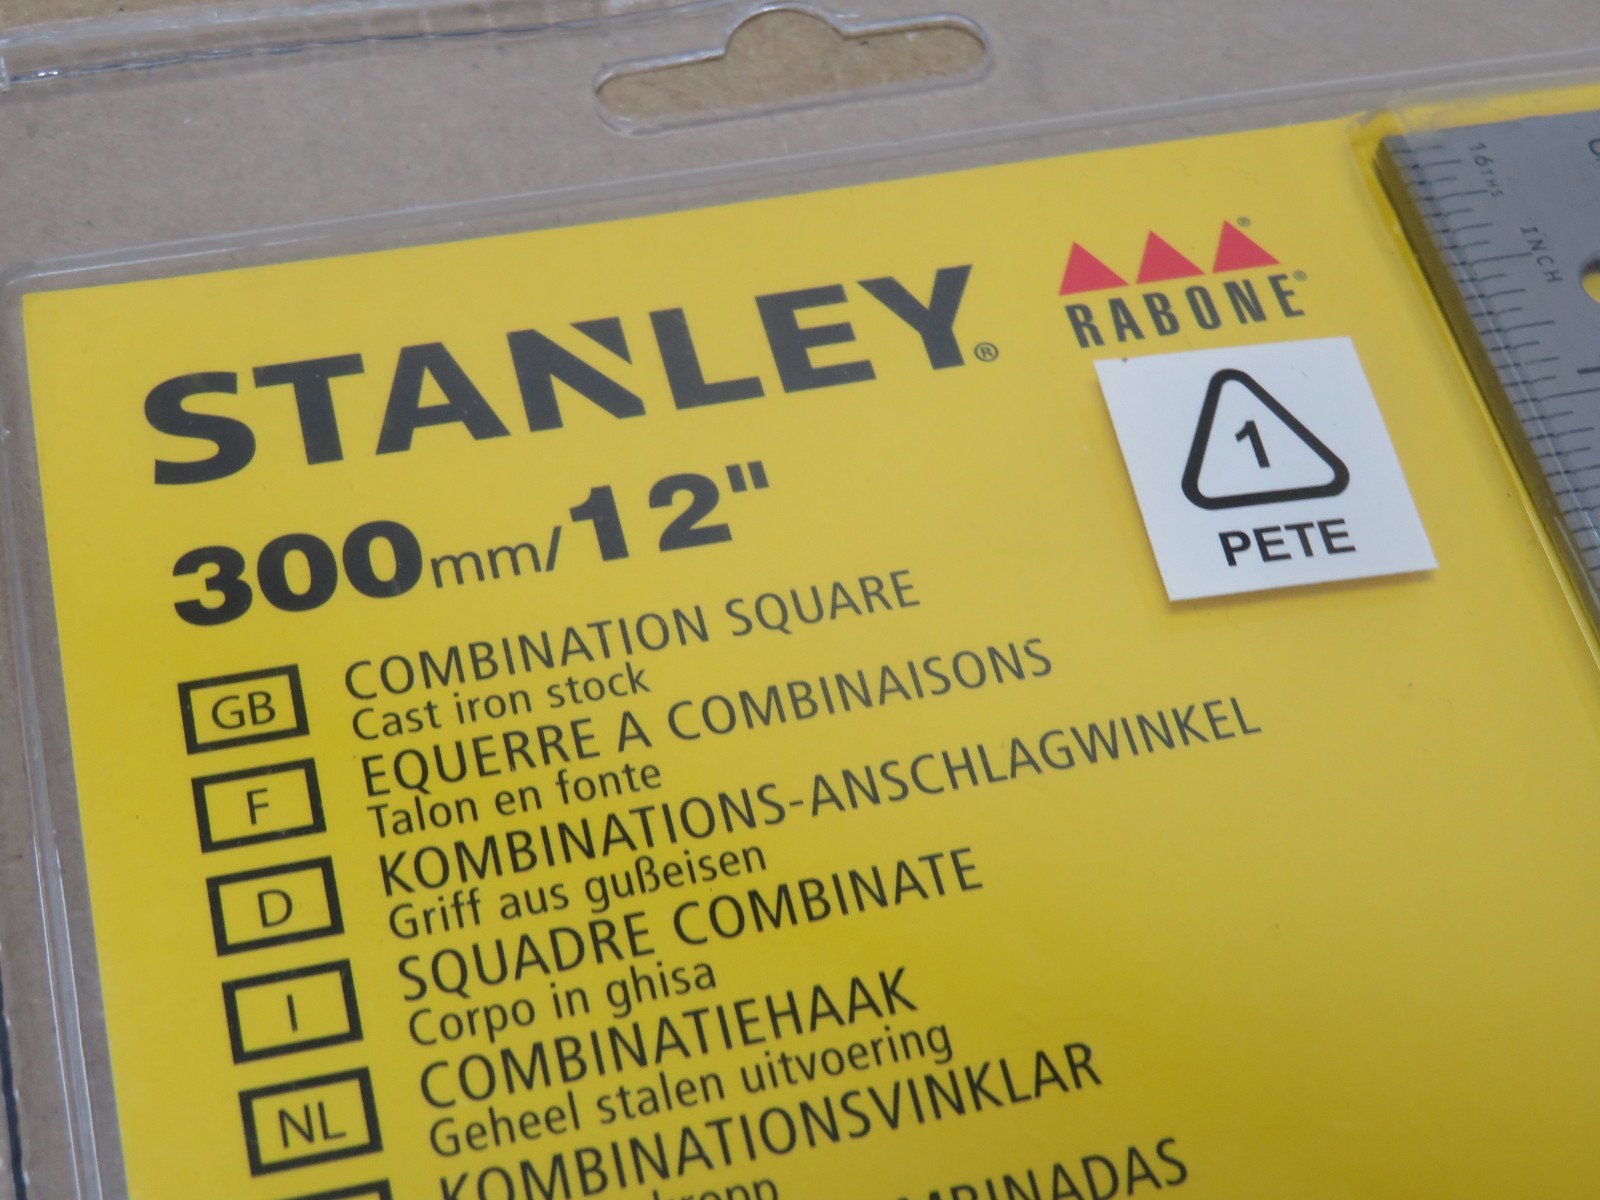 STANLEY®
RABONE®
300mm/12"
1
PETE
GB
COMBINATION SQUARE
Cast iron stock
F
EQUERRE A COMBINAISONS
Talon en fonte
D
KOMBINATIONS-ANSCHLAGWINKEL
Griff aus gußeisen
I
SQUADRE COMBINATE
Corpo in ghisa
NL
COMBINATIEHAAK
Geheel stalen uitvoering
KOMBINATIONSVINKLAR
16THS
INCH